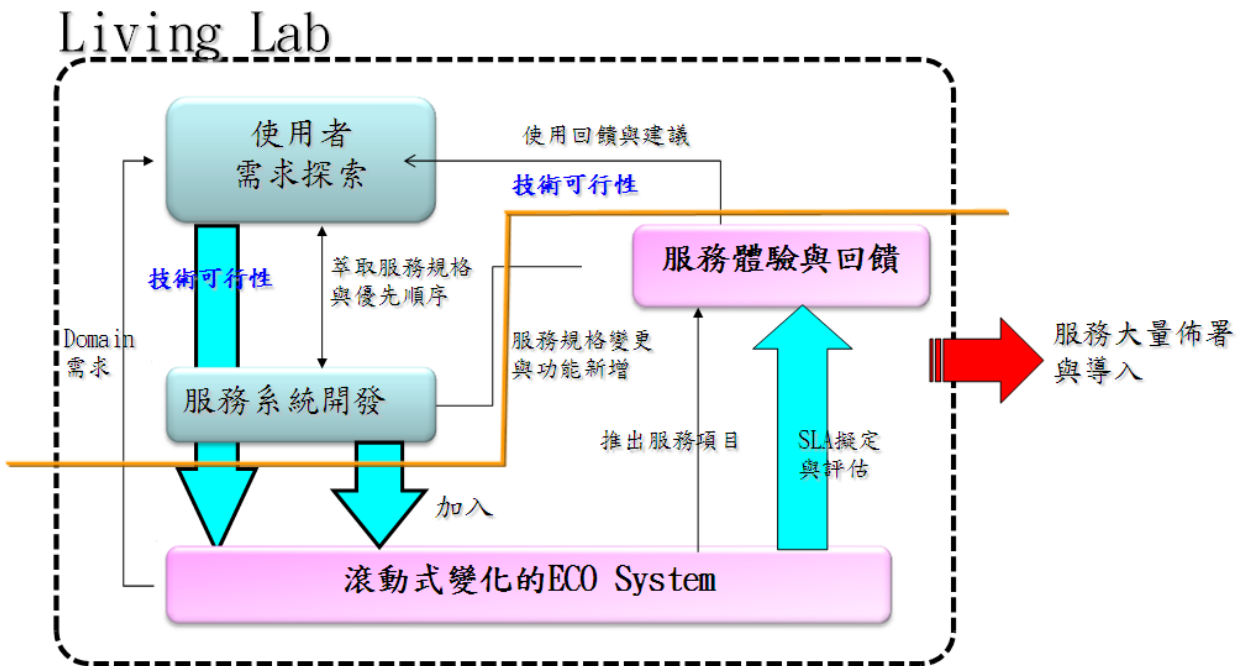 Living Lab
使用者
需求探索
使用回饋與建議
技術可行性
技術可行性
萃取服務規格
與優先順序
服務體驗與回饋
Domain
需求
服務規格變更
與功能新增
服務大量佈署
與導入
服務系統開發
推出服務項目
SLA擬定
與評估
加入
滾動式變化的ECO System